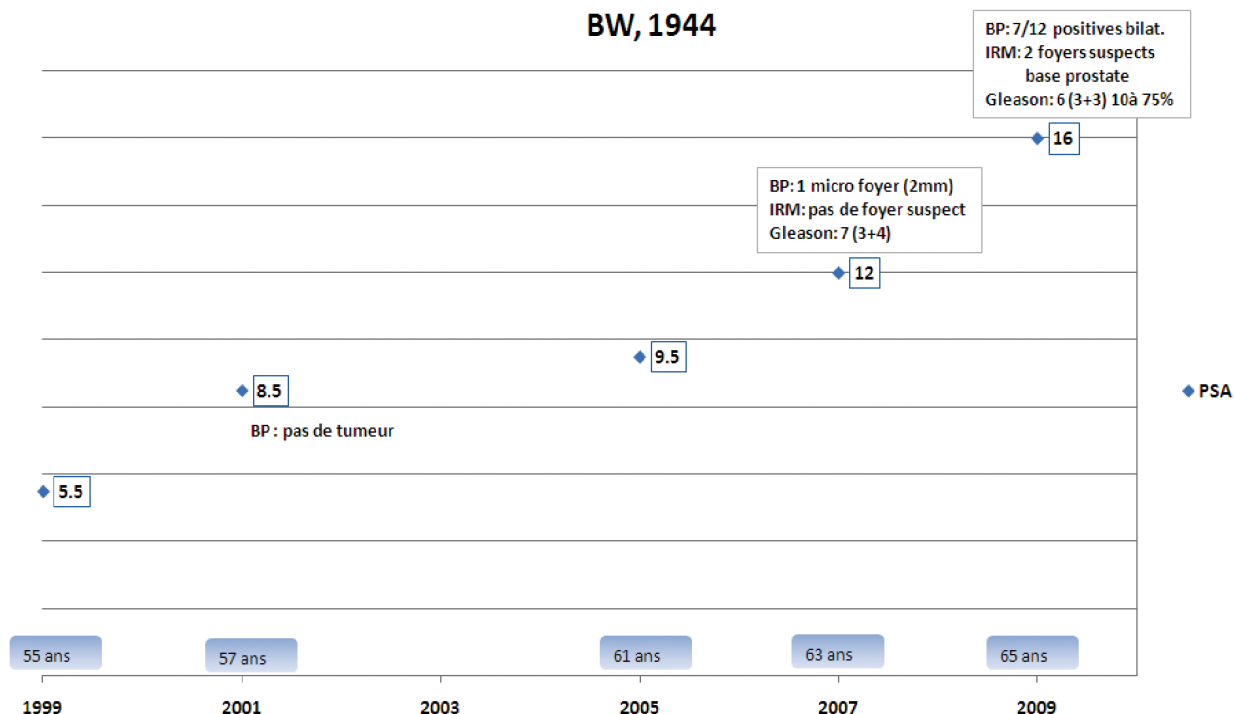 BW, 1944
BP: 7/12 positives bilat.
IRM: 2 foyers suspects
base prostate
Gleason: 6 (3+3) 10à 75%
16
BP: 1 micro foyer (2mm)
IRM: pas de foyer suspect
Gleason: 7 (3+4)
12
9.5
8.5
PSA
BP : pas de tumeur
5.5
55 ans
57 ans
61 ans
63 ans
65 ans
1999
2001
2003
2005
2007
2009